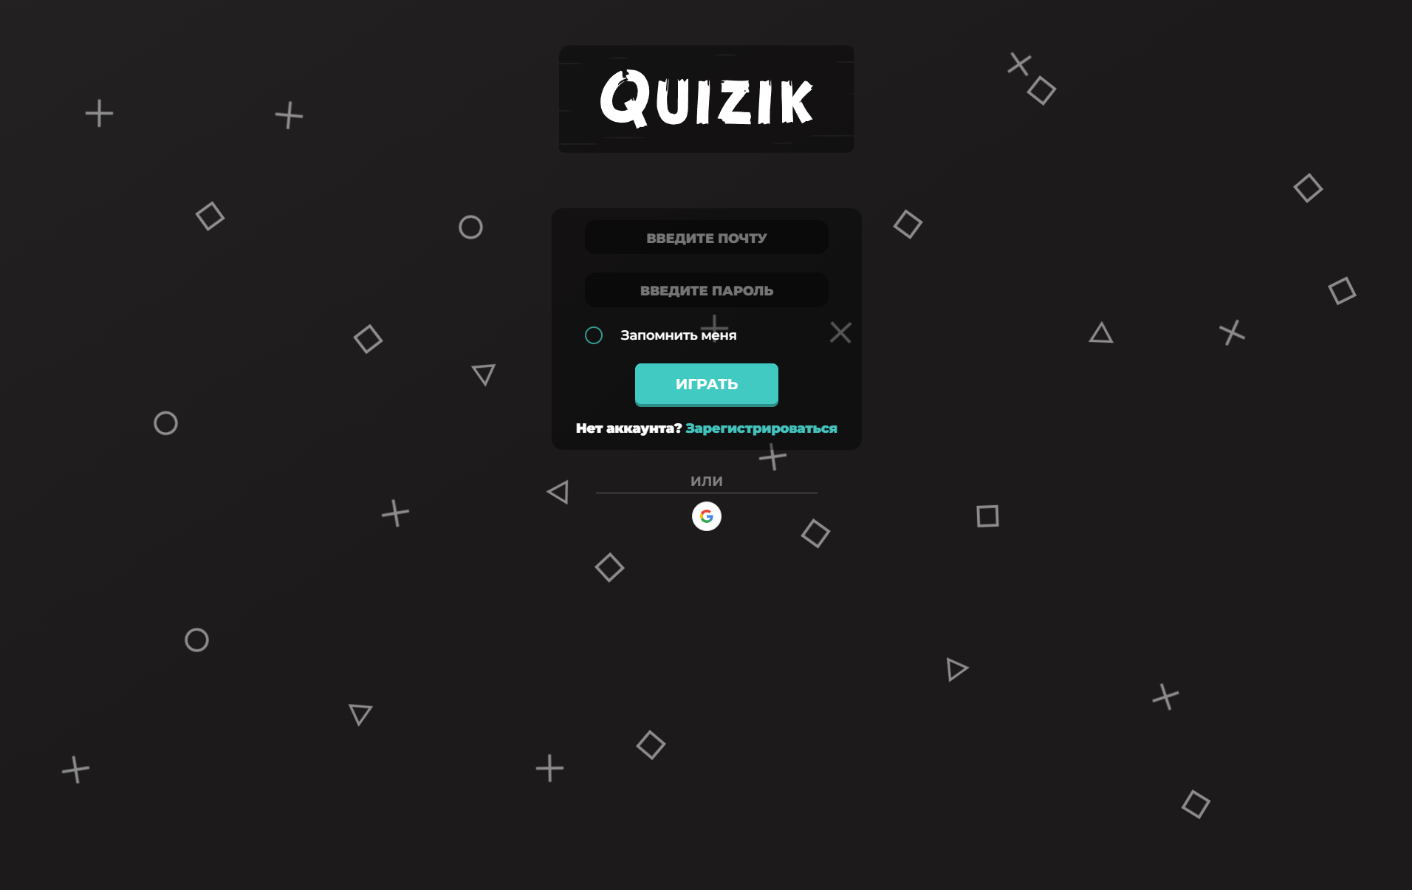 QUIZIK
ВВЕДИТЕ ПОЧТУ
ВВЕДИТЕ ПАРОЛЬ
Запомнить меня
ИГРАТЬ
Нет аккаунта? Зарегистрироваться
ИЛИ
G